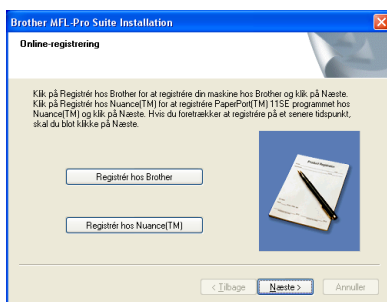 Brother MFL-Pro Suite Installation
Online-registrering
Klik på Registrér hos Brother for at registrére din maskine hos Brother og klik på Næste.
Klik på Registrér hos Nuance(TM) for at registrére PaperPort(TM) 11SE programmet hos
Nuance(TM) og klik på Næste. Hvis du foretrækker at registrére på et senere tidspunkt,
skal du blot klikke på Næste.
Registrér hos Brother
Registrér hos Nuance(TM)
Product Registration
< Tilbage
Næste >
Annuller